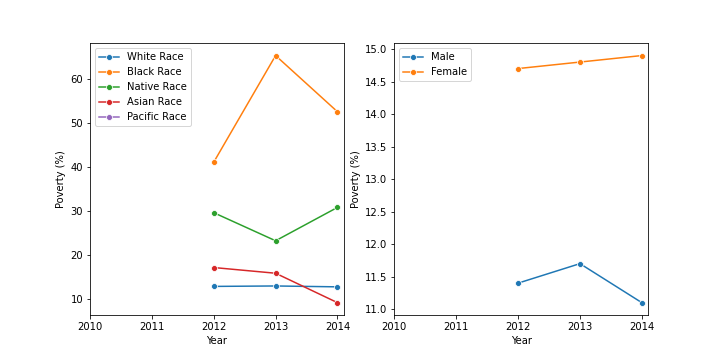 White Race
Black Race
Native Race
Asian Race
Pacific Race
60
50
40
30
20
10
Poverty (%)
2010 2011 2012 2013 2014
Year
Male
Female
15.0
14.5
14.0
13.5
13.0
12.5
12.0
11.5
11.0
Poverty (%)
2010 2011 2012 2013 2014
Year